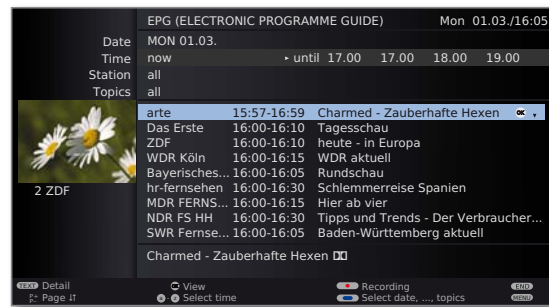 EPG (ELECTRONIC PROGRAMME GUIDE) Mon 01.03./16:05
Date MON 01.03.
Time now ▸ until 17.00 17.00 18.00 19.00
Station all
Topics all
arte 15:57-16:59 Charmed - Zauberhafte Hexen OK
Das Erste 16:00-16:10 Tagesschau
ZDF 16:00-16:10 heute - in Europa
WDR Köln 16:00-16:15 WDR aktuell
Bayerisches... 16:00-16:05 Rundschau
hr-fernsehen 16:00-16:30 Schlemmerreise Spanien
MDR FERNS... 16:00-16:15 Hier ab vier
NDR FS HH 16:00-16:30 Tipps und Trends - Der Verbraucher...
SWR Fernse... 16:00-16:05 Baden-Württemberg aktuell
2 ZDF
Charmed - Zauberhafte Hexen
TEXT Detail OK View Recording END
P+ P- Page Select time Select date, ..., topics MENU